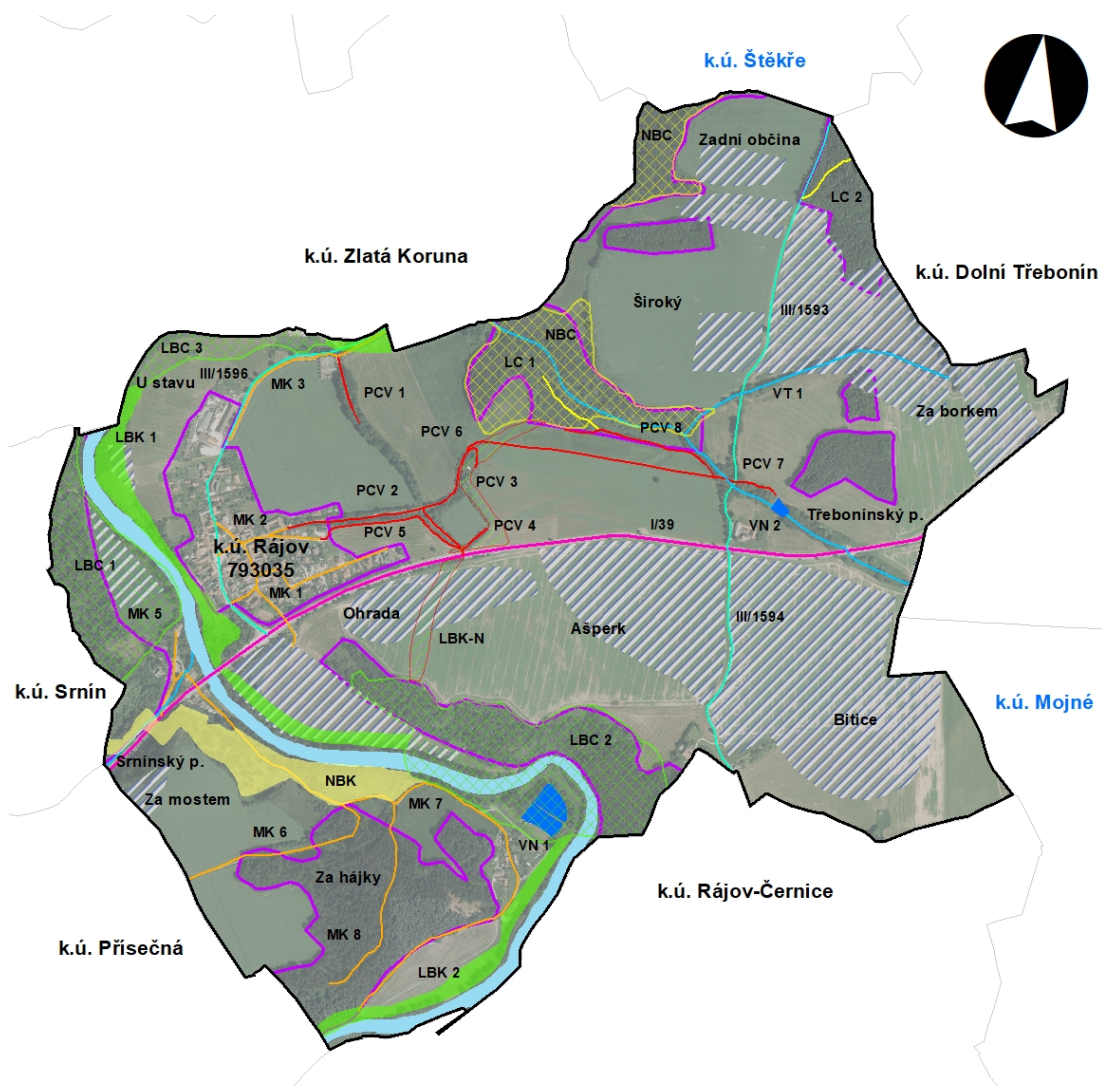 k.ú. Štěkře
NBC
Zadní občina
LC 2
k.ú. Zlatá Koruna
k.ú. Dolní Třebonín
Široký
III/1593
NBC
LBC 3
LC 1
U stavu
III/1596
MK 3
PCV 1
VT 1
Za borkem
LBK 1
PCV 6
PCV 8
PCV 7
PCV 3
PCV 2
Třebonínský p.
MK 2
PCV 5
PCV 4
I/39
VN 2
k.ú. Rájov
793035
LBC 1
MK 1
MK 5
Ohrada
LBK-N
Ašperk
III/1594
k.ú. Srnín
k.ú. Mojné
Bitice
LBC 2
Srnínský p.
NBK
Za mostem
MK 7
MK 6
VN 1
Za hájky
k.ú. Rájov-Černice
MK 8
k.ú. Přísečná
LBK 2